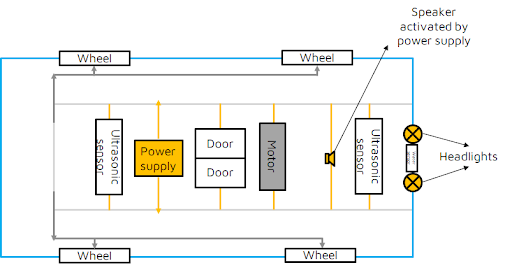 Speaker
activated by
power supply
Wheel
Wheel
Ultrasonic
sensor
Power
supply
Door
Door
Motor
Ultrasonic
sensor
Headlights
Wheel
Wheel